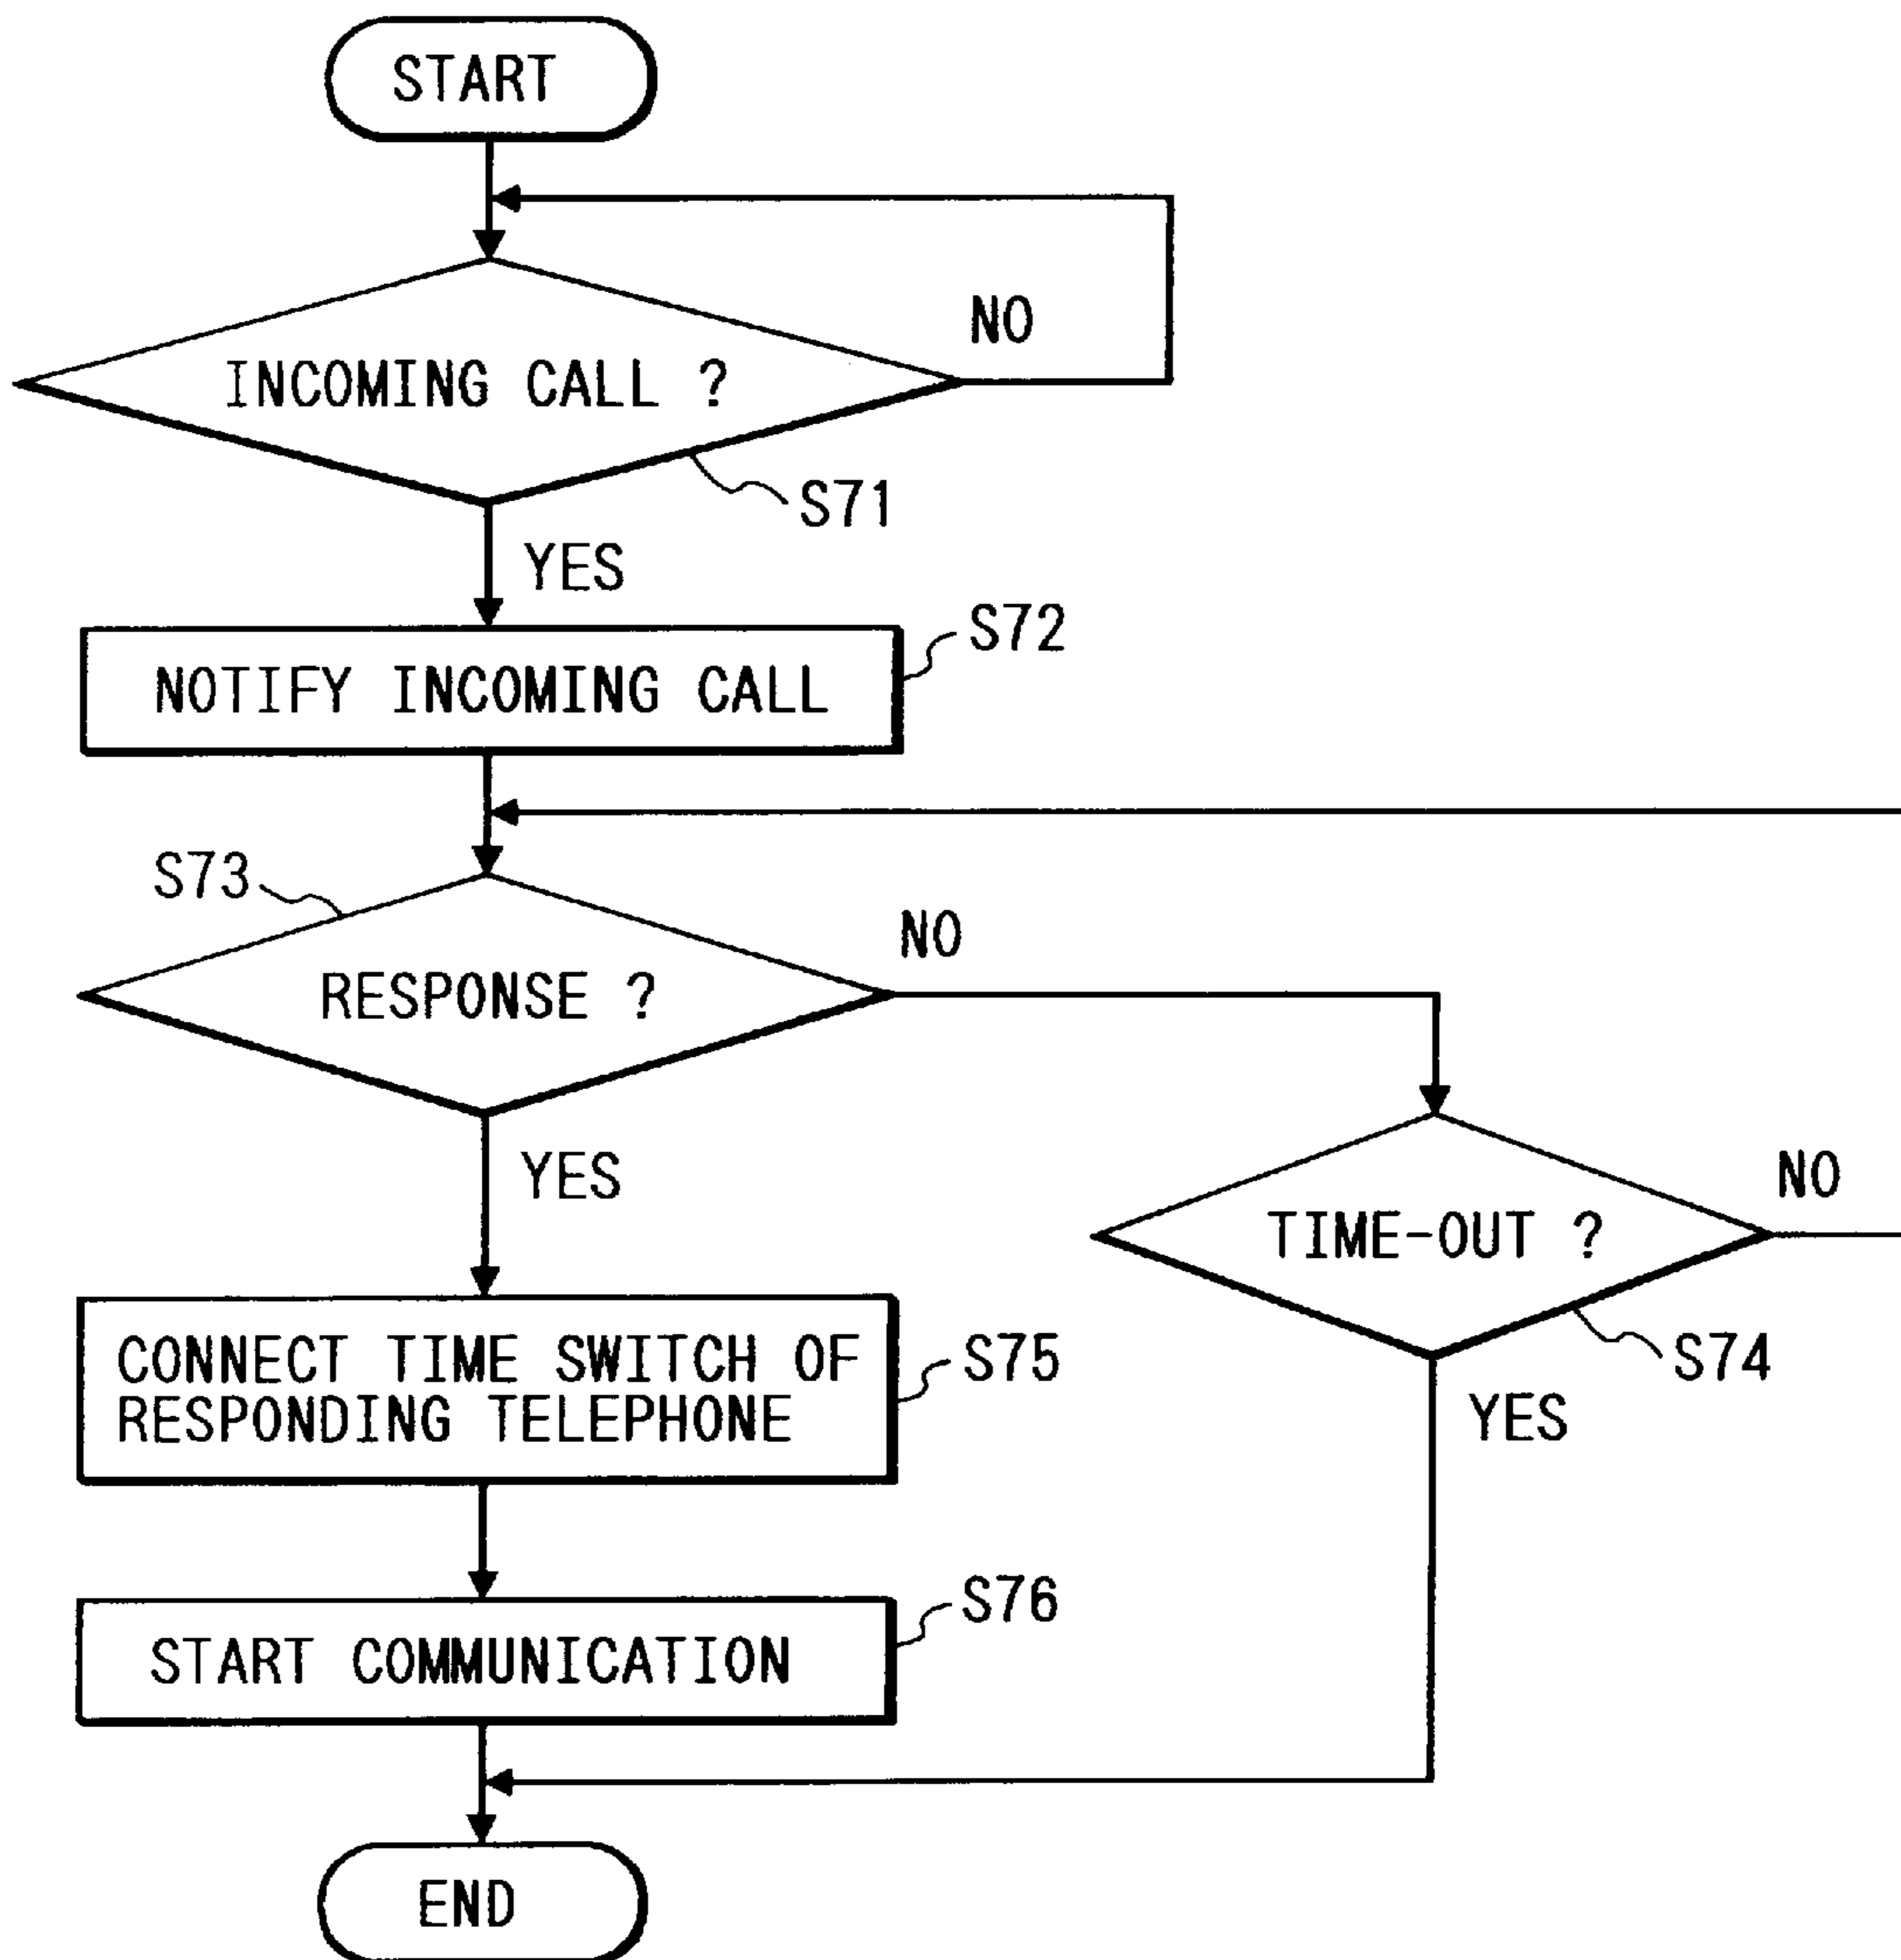 START
NO
INCOMING CALL ?
S71
YES
S72
NOTIFY INCOMING CALL
S73
NO
RESPONSE ?
YES
NO
TIME-OUT ?
CONNECT TIME SWITCH OF
RESPONDING TELEPHONE
S75
S74
YES
S76
START COMMUNICATION
END